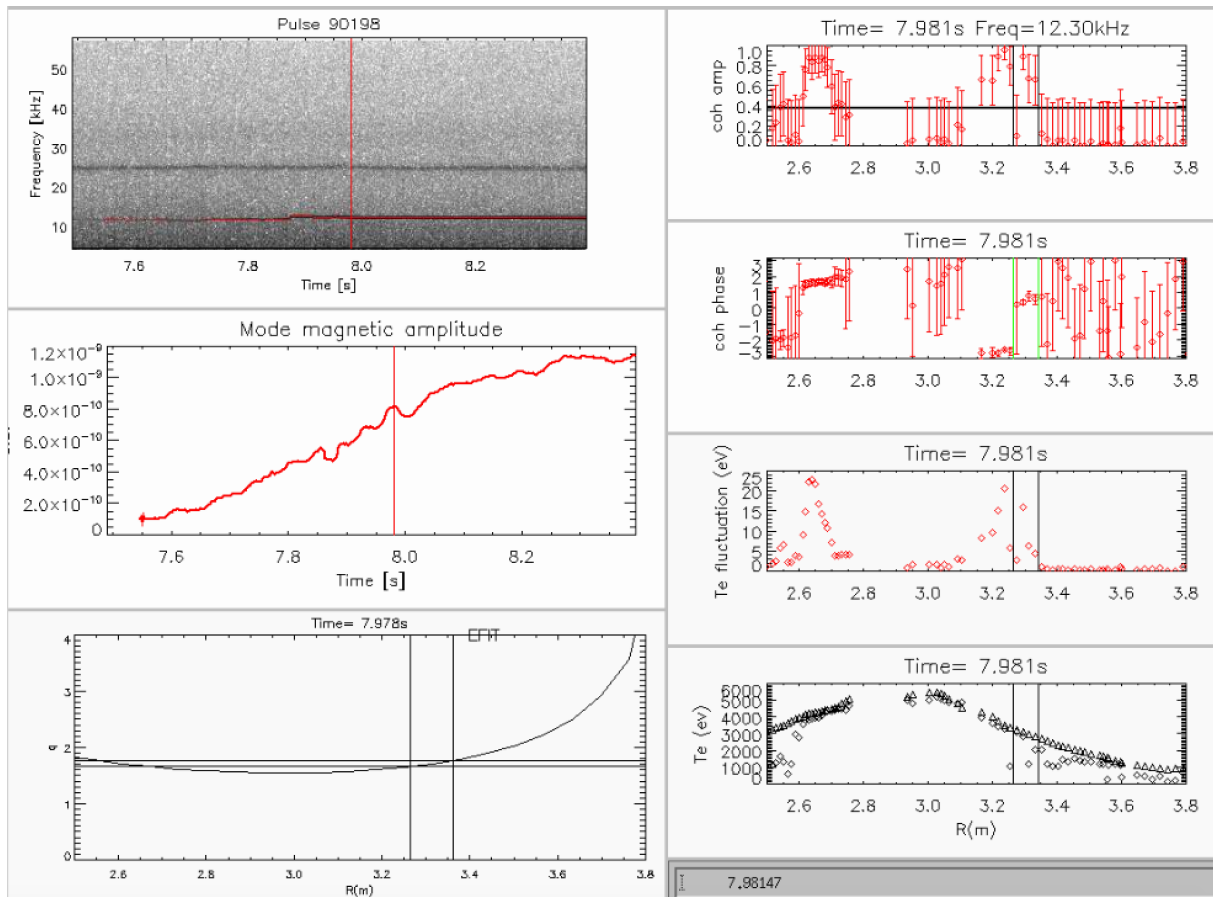 Pulse 90198
Frequency [kHz]
50
40
30
20
10
7.6 7.8 8.0 8.2
Time [s]
Mode magnetic amplitude
1.2×10⁻⁹
1.0×10⁻⁹
8.0×10⁻¹⁰
6.0×10⁻¹⁰
4.0×10⁻¹⁰
2.0×10⁻¹⁰
0
7.6 7.8 8.0 8.2
Time [s]
Time= 7.978s
EFIT
q
4
3
2
1
0
2.6 2.8 3.0 3.2 3.4 3.6 3.8
R(m)
Time= 7.981s Freq=12.30kHz
coh amp
1.0
0.8
0.6
0.4
0.2
0.0
2.6 2.8 3.0 3.2 3.4 3.6 3.8
Time= 7.981s
coh phase
3
2
1
0
-1
-2
-3
2.6 2.8 3.0 3.2 3.4 3.6 3.8
Time= 7.981s
Te fluctuation (eV)
25
20
15
10
5
0
2.6 2.8 3.0 3.2 3.4 3.6 3.8
Time= 7.981s
Te (ev)
6000
5000
4000
3000
2000
1000
0
2.6 2.8 3.0 3.2 3.4 3.6 3.8
R(m)
7.98147